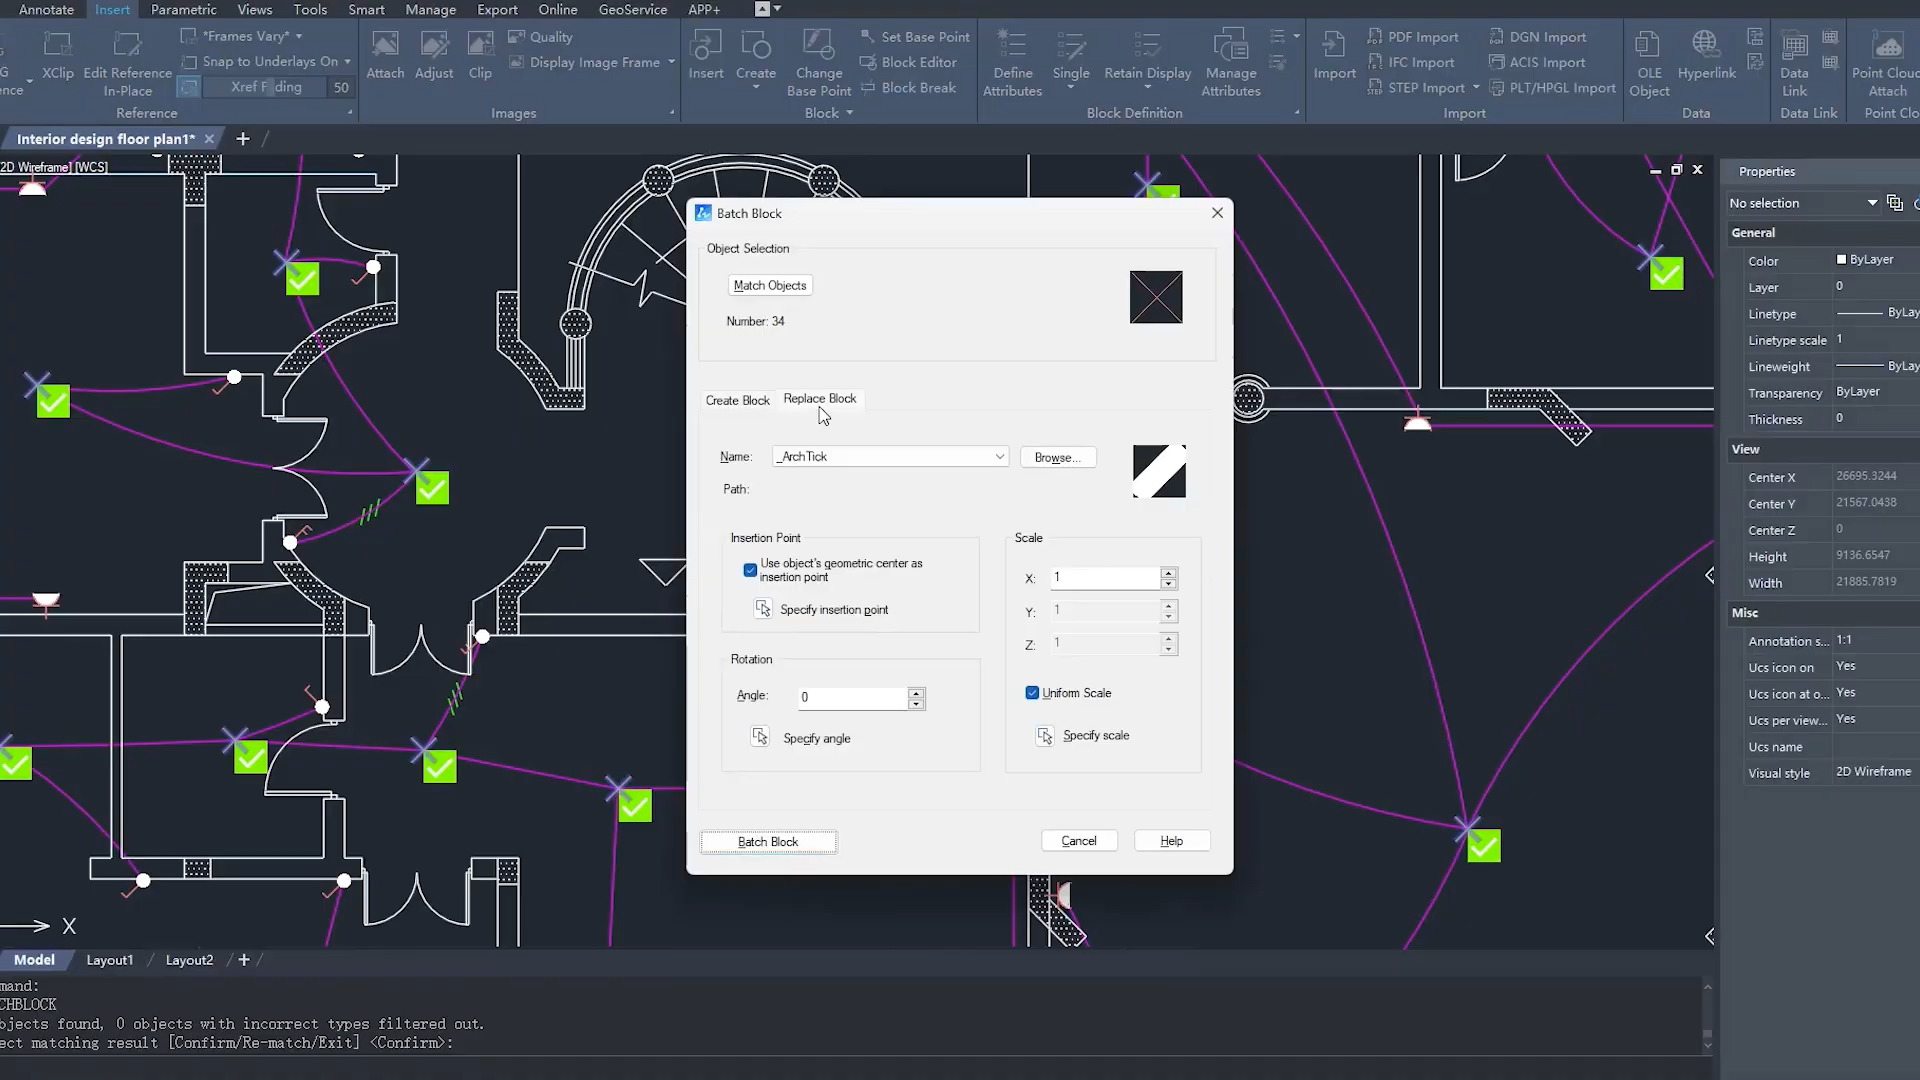 Annotate Insert Parametric Views Tools Smart Manage Export Online GeoService APP+
XClip
Edit Reference
In-Place
*Frames Vary*
Snap to Underlays On
50
Reference
Attach Adjust Clip
Quality
Display Image Frame
Images
Insert Create
Change
Base Point
Set Base Point
Block Editor
Block Break
Block
Define
Attributes
Single
Retain Display
Manage
Attributes
Block Definition
Import
PDF Import
IFC Import
STEP Import
DGN Import
ACIS Import
PLT/HPGL Import
Import
OLE
Object
Hyperlink
Data
Data
Link
Data Link
Point Cloud
Attach
Point Clo
Interior design floor plan1*
2D Wireframe] [WCS]
Batch Block
Object Selection
Match Objects
Number: 34
Create Block Replace Block
Name: _ArchTick Browse...
Path:
Insertion Point
Use object's geometric center as
insertion point
Specify insertion point
Rotation
Angle: 0
Specify angle
Scale
X: 1
Y: 1
Z: 1
Uniform Scale
Specify scale
Batch Block Cancel Help
Properties
No selection
General
Color ByLayer
Layer 0
Linetype ByLay
Linetype scale 1
Lineweight ByLay
Transparency ByLayer
Thickness 0
View
Center X 26695.3244
Center Y 21567.0438
Center Z 0
Height 9136.6547
Width 21885.7819
Misc
Annotation s... 1:1
Ucs icon on Yes
Ucs icon at o... Yes
Ucs per view... Yes
Ucs name
Visual style 2D Wireframe
X
Model Layout1 Layout2
mand:
CHBLOCK
bjects found, 0 objects with incorrect types filtered out.
ect matching result [Confirm/Re-match/Exit] <Confirm>: